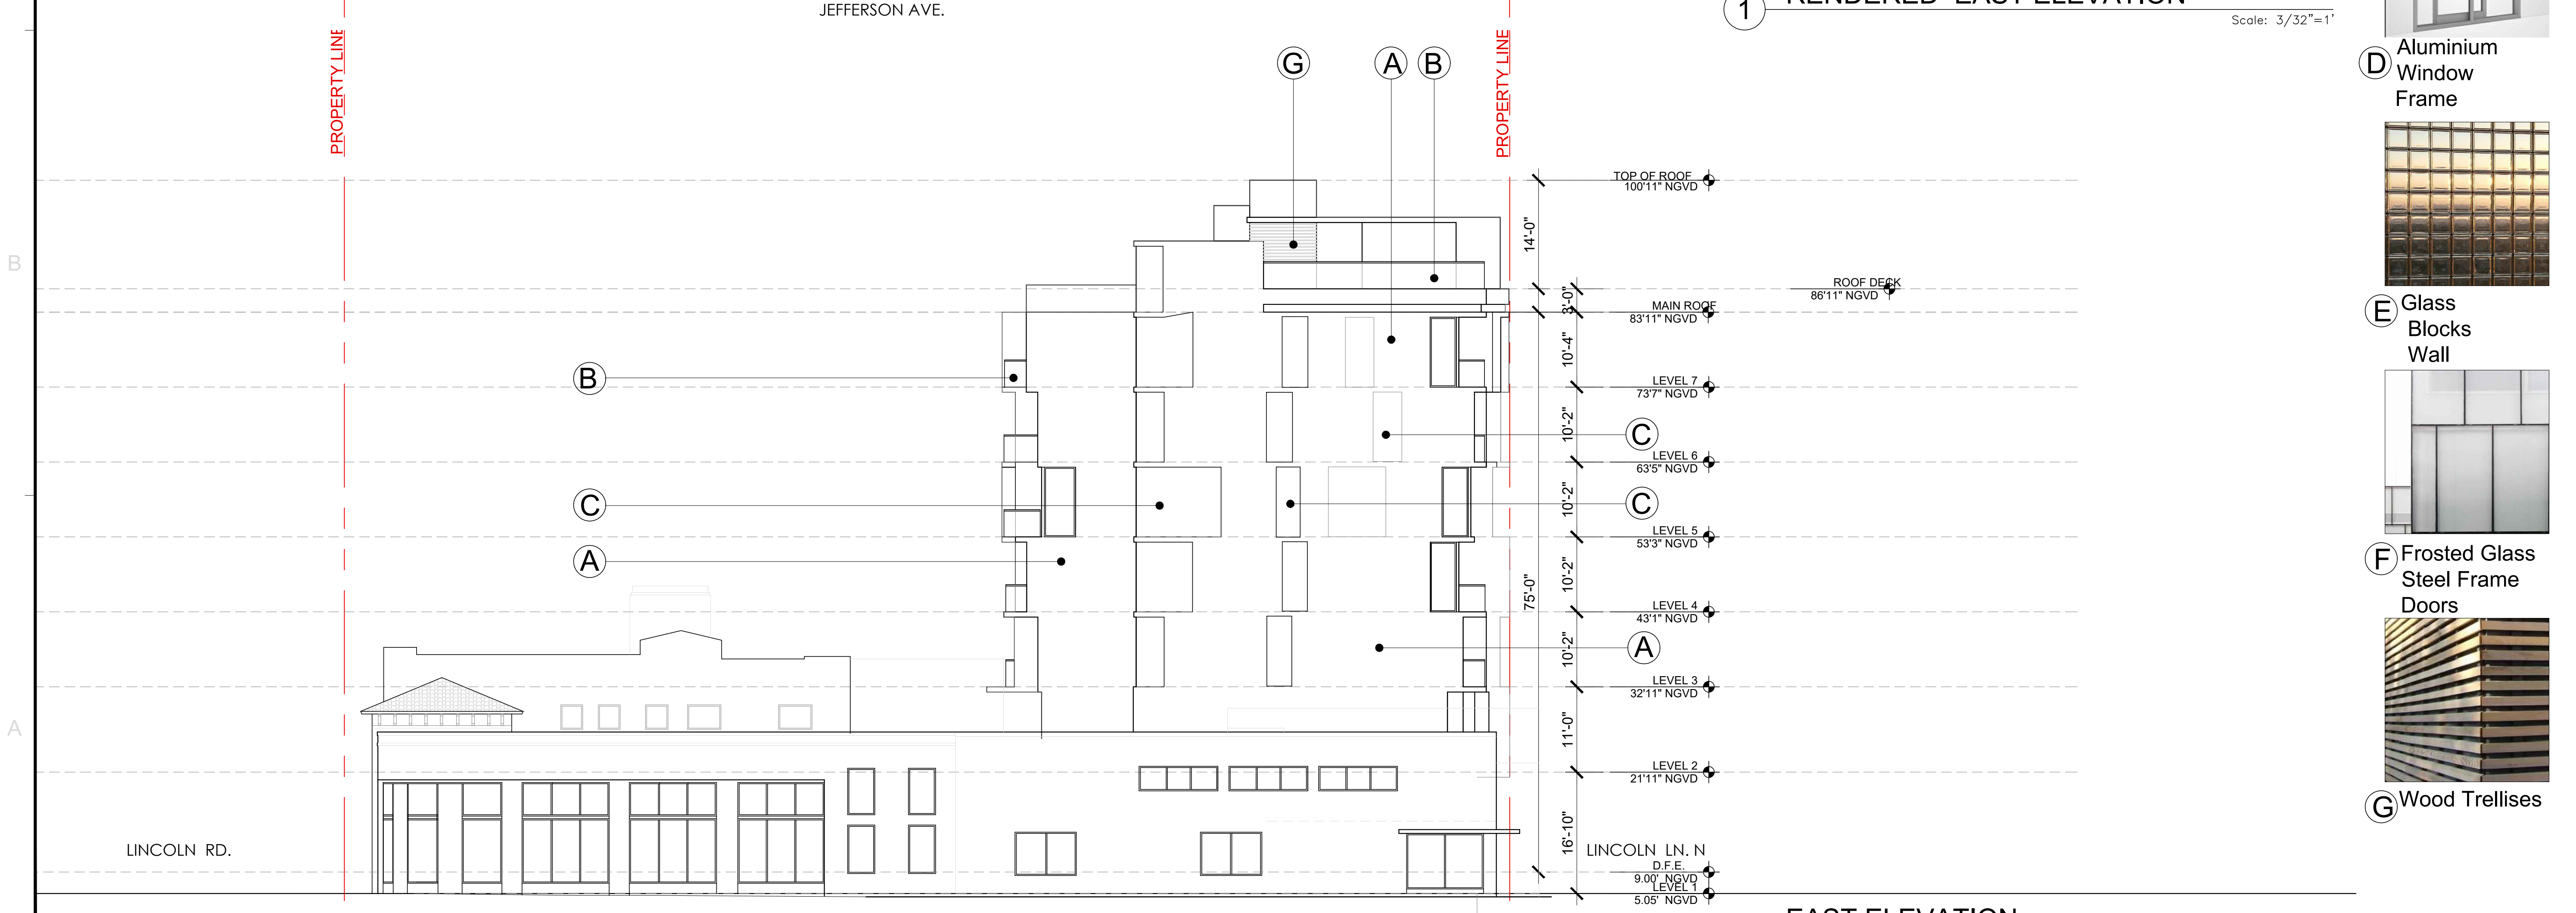 JEFFERSON AVE.
1
RENDERED EAST ELEVATION
Scale: 3/32"=1'
PROPERTY LINE
PROPERTY LINE
G
A
B
D
Aluminium
Window
Frame
E
Glass
Blocks
Wall
F
Frosted Glass
Steel Frame
Doors
G
Wood Trellises
B
A
TOP OF ROOF
100'11" NGVD
14'-0"
ROOF DECK
86'11" NGVD
3'-0"
MAIN ROOF
83'11" NGVD
10'-4"
B
LEVEL 7
73'7" NGVD
10'-2"
C
LEVEL 6
63'5" NGVD
C
10'-2"
C
LEVEL 5
53'3" NGVD
A
10'-2"
75'-0"
LEVEL 4
43'1" NGVD
10'-2"
A
LEVEL 3
32'11" NGVD
11'-0"
LEVEL 2
21'11" NGVD
16'-10"
LINCOLN RD.
LINCOLN LN. N
D.F.E.
9.00' NGVD
LEVEL 1
5.05' NGVD
EAST ELEVATION